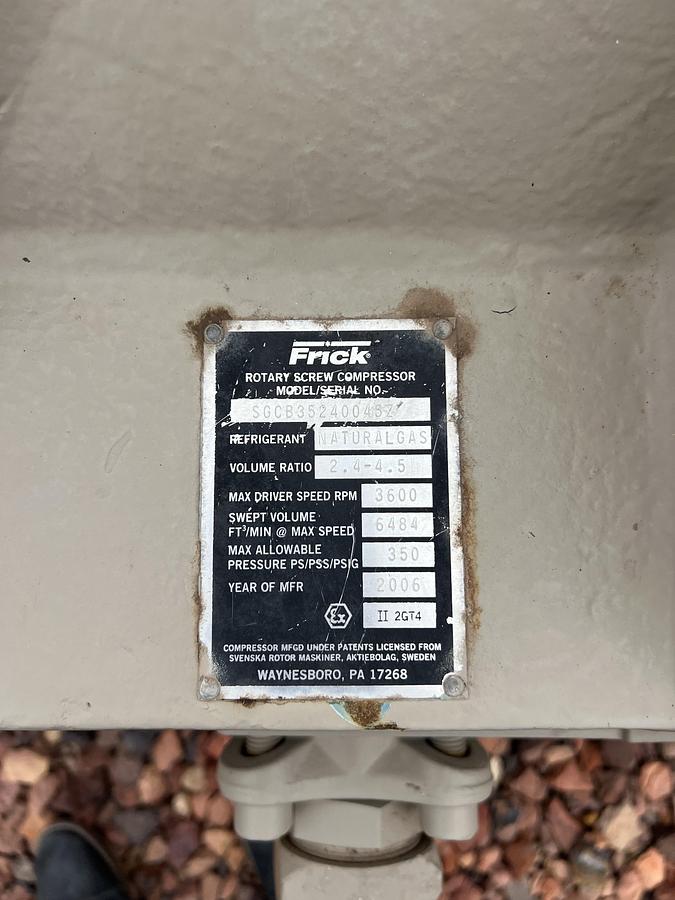 Frick®
ROTARY SCREW COMPRESSOR
MODEL/SERIAL NO.
REFRIGERANT NATURALGAS
VOLUME RATIO 2.4-4.5
MAX DRIVER SPEED RPM 3600
SWEPT VOLUME
FT³/MIN @ MAX SPEED 6484
MAX ALLOWABLE
PRESSURE PS/PSS/PSIG 350
YEAR OF MFR 2006
Ex II 2GT4
COMPRESSOR MFGD UNDER PATENTS LICENSED FROM
SVENSKA ROTOR MASKINER, AKTIEBOLAG, SWEDEN
WAYNESBORO, PA 17268